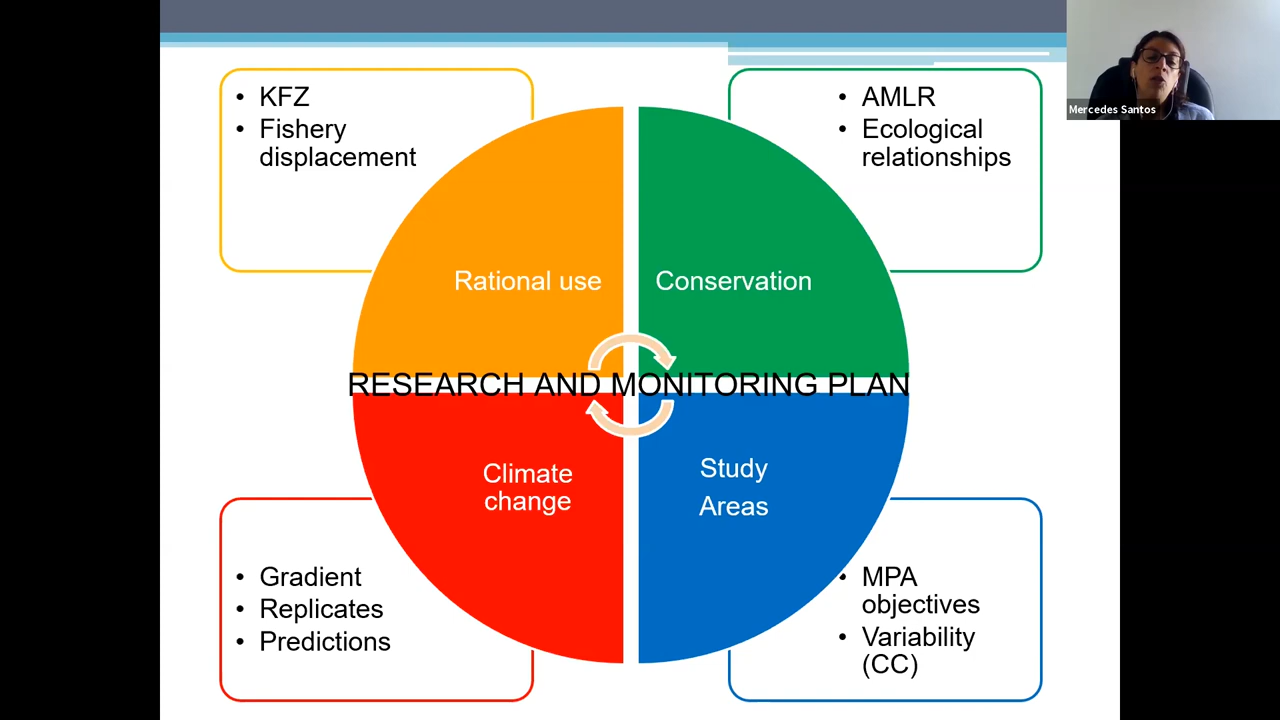 • KFZ
• Fishery
displacement
• AMLR
• Ecological
relationships
Mercedes Santos
Rational use
Conservation
RESEARCH AND MONITORING PLAN
Climate
change
Study
Areas
• Gradient
• Replicates
• Predictions
• MPA
objectives
• Variability
(CC)